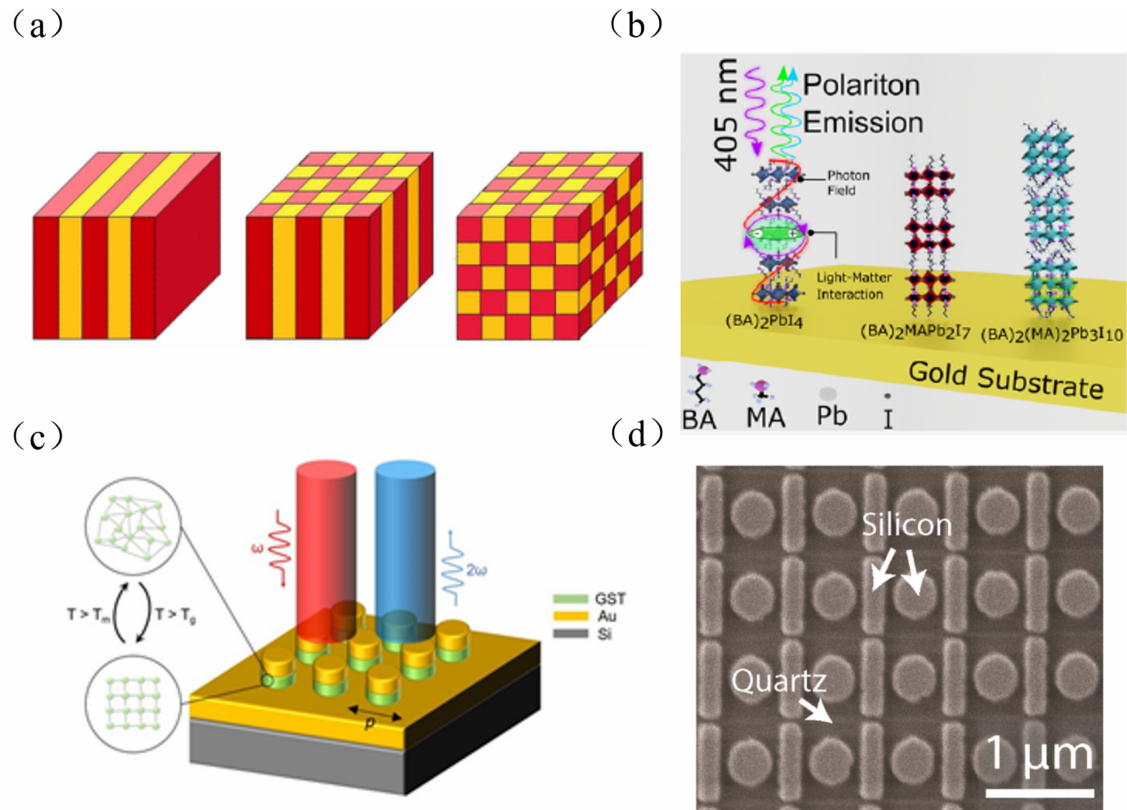 （a）
（b）
405 nm
Polariton
Emission
Photon
Field
Light-Matter
Interaction
(BA)2PbI4
(BA)2MAPb2I7
(BA)2(MA)2Pb3I10
Gold Substrate
BA
MA
Pb
I
（c）
ω
2ω
T > Tm
T > Tg
GST
Au
Si
p
（d）
Silicon
Quartz
1 μm